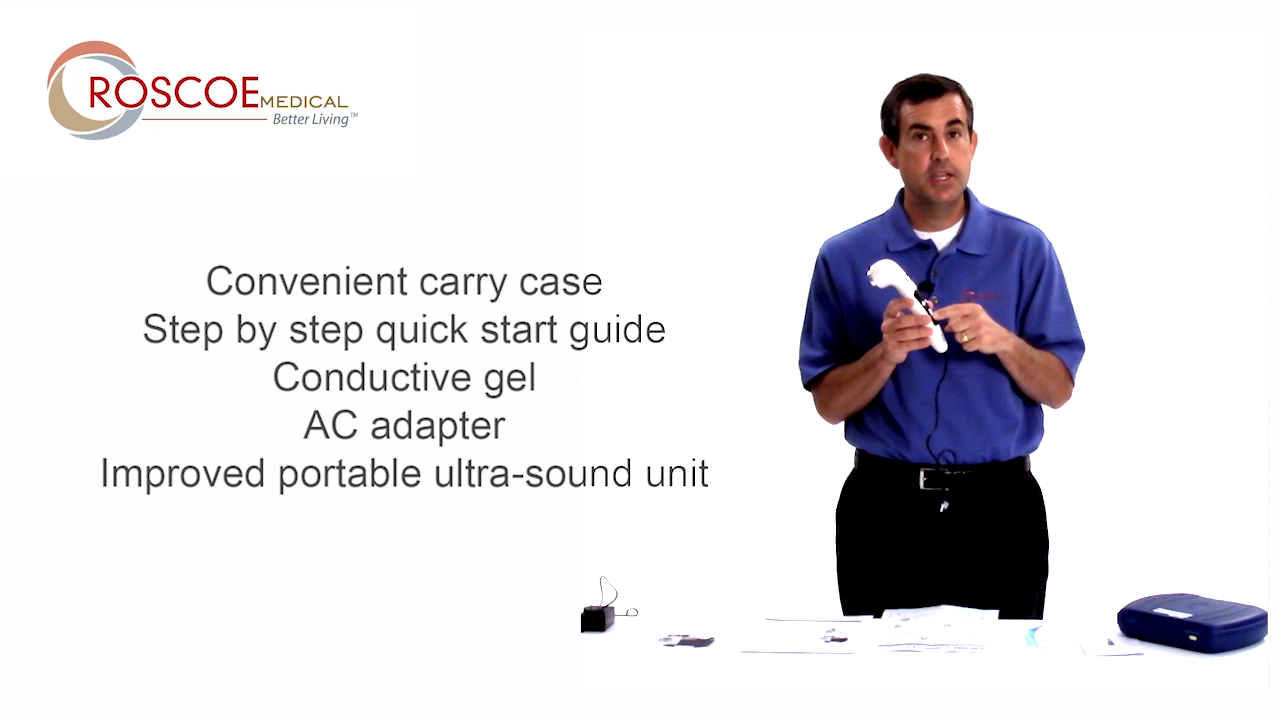 ROSCOE MEDICAL
Better Living™
Convenient carry case
Step by step quick start guide
Conductive gel
AC adapter
Improved portable ultra-sound unit